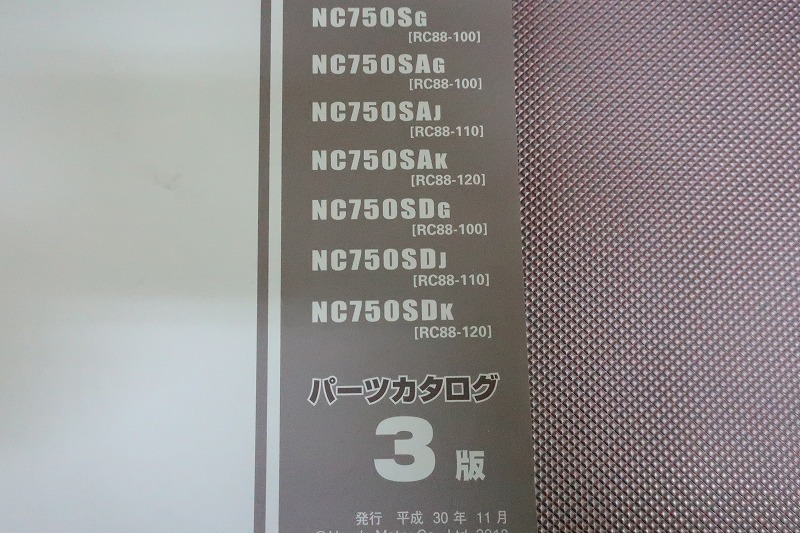 NC750SG
[RC88-100]
NC750SAG
[RC88-100]
NC750SAJ
[RC88-110]
NC750SAK
[RC88-120]
NC750SDG
[RC88-100]
NC750SDJ
[RC88-110]
NC750SDK
[RC88-120]
パーツカタログ
3版
発行 平成 30年 11月